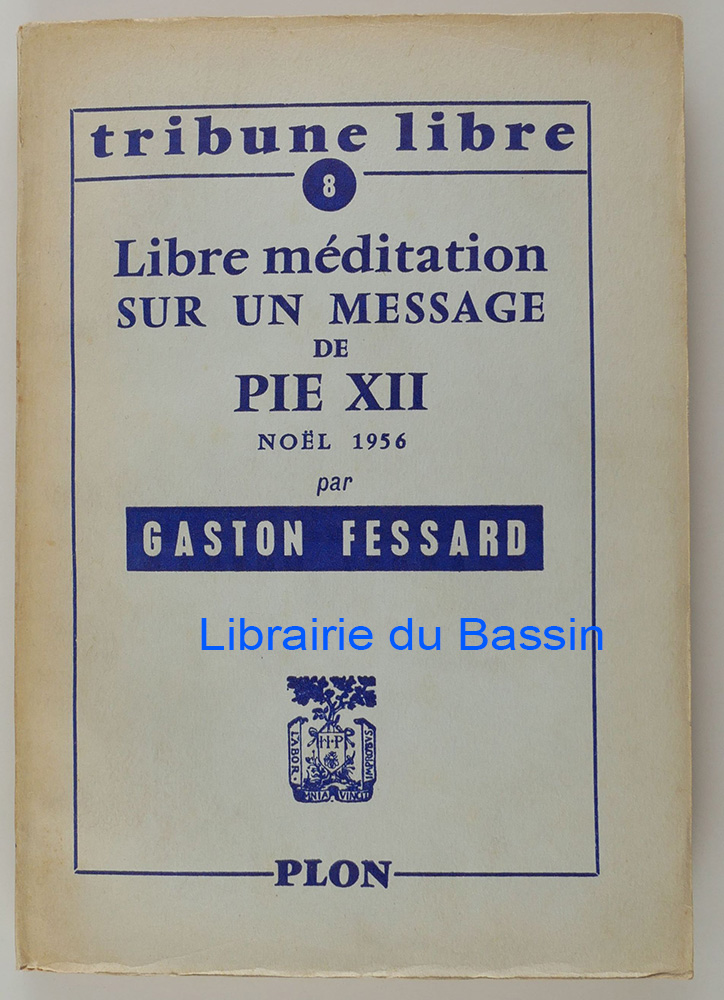 tribune libre
8
Libre méditation
SUR UN MESSAGE
DE
PIE XII
NOËL 1956
par
GASTON FESSARD
Librairie du Bassin
H·P
LABOR IMPROBVS
OMNIA VINCIT
PLON